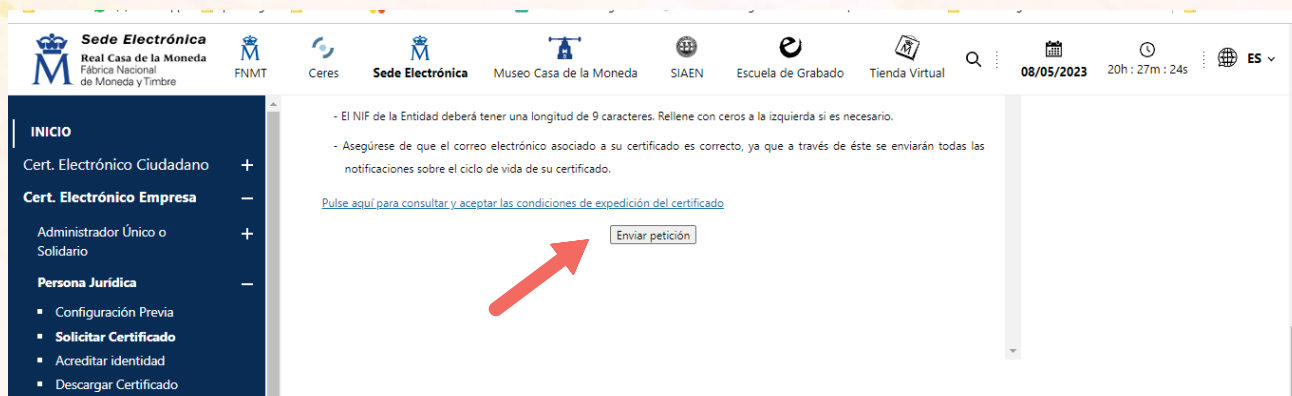 Sede Electrónica
Real Casa de la Moneda
Fábrica Nacional
de Moneda y Timbre
FNMT
Ceres
Sede Electrónica
Museo Casa de la Moneda
SIAEN
Escuela de Grabado
Tienda Virtual
08/05/2023
20h : 27m : 24s
ES
INICIO
Cert. Electrónico Ciudadano +
Cert. Electrónico Empresa –
Administrador Único o +
Solidario
Persona Jurídica –
▪ Configuración Previa
▪ Solicitar Certificado
▪ Acreditar identidad
▪ Descargar Certificado
- El NIF de la Entidad deberá tener una longitud de 9 caracteres. Rellene con ceros a la izquierda si es necesario.
- Asegúrese de que el correo electrónico asociado a su certificado es correcto, ya que a través de éste se enviarán todas las
notificaciones sobre el ciclo de vida de su certificado.
Pulse aquí para consultar y aceptar las condiciones de expedición del certificado
Enviar petición